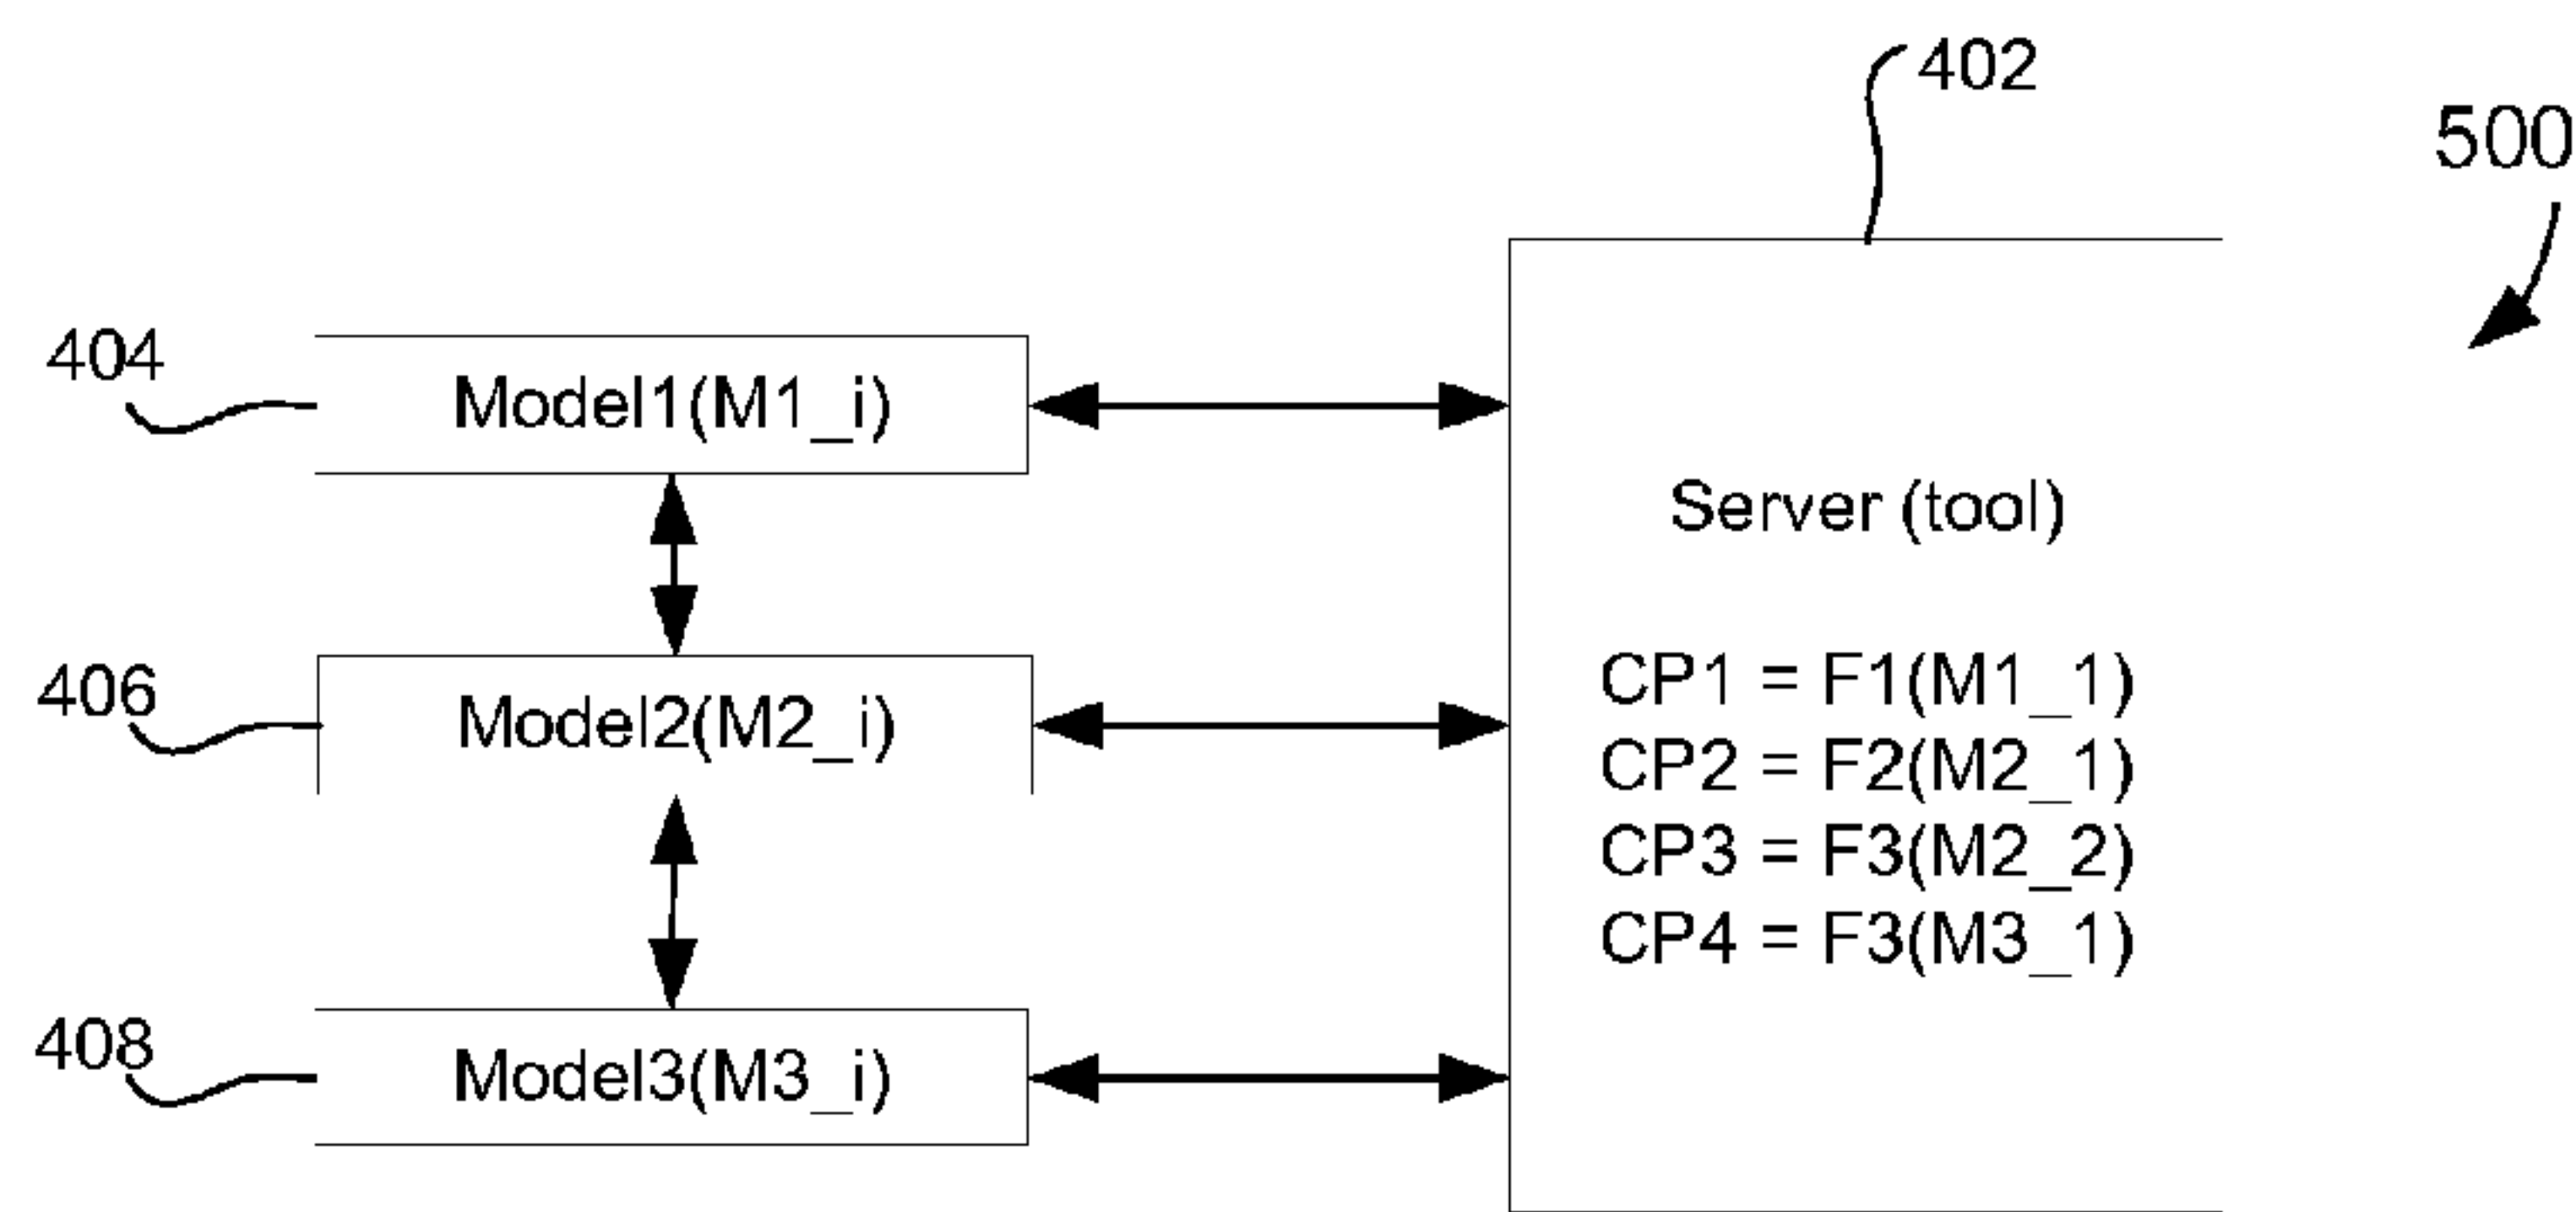 402
500
404
Model1(M1_i)
Server (tool)
406
Model2(M2_i)
CP1 = F1(M1_1)
CP2 = F2(M2_1)
CP3 = F3(M2_2)
CP4 = F3(M3_1)
408
Model3(M3_i)